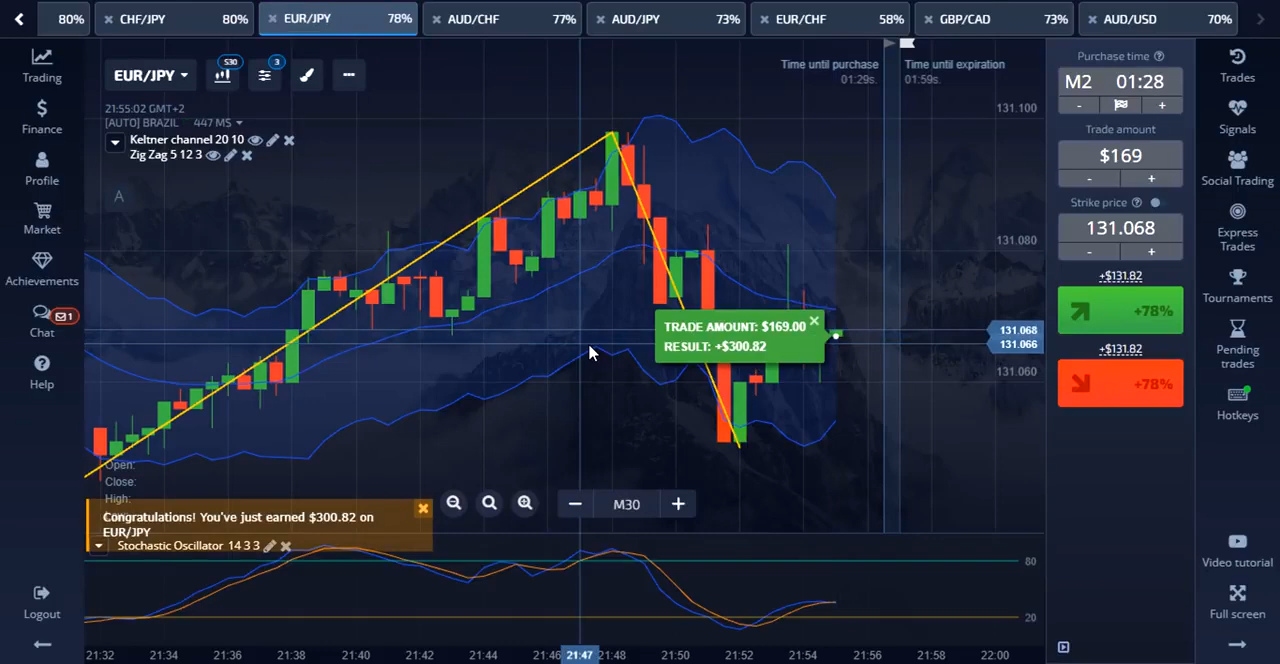 80%
CHF/JPY 80%
EUR/JPY 78%
AUD/CHF 77%
AUD/JPY 73%
EUR/CHF 58%
GBP/CAD 73%
AUD/USD 70%
Trading
Finance
Profile
Market
Achievements
Chat
1
Help
Logout
EUR/JPY
S30
3
21:55:02 GMT+2
[AUTO] BRAZIL 447 MS
Keltner channel 20 10
Zig Zag 5 12 3
A
Time until purchase
01:29s.
Time until expiration
01:59s.
131.100
131.080
131.068
131.066
131.060
TRADE AMOUNT: $169.00
RESULT: +$300.82
Open:
Close:
High:
Congratulations! You've just earned $300.82 on
EUR/JPY
Stochastic Oscillator 14 3 3
M30
80
20
21:32 21:34 21:36 21:38 21:40 21:42 21:44 21:46 21:47 21:48 21:50 21:52 21:54 21:56 21:58 22:00
Purchase time
M2 01:28
- +
Trade amount
$169
- +
Strike price
131.068
- +
+$131.82
+78%
+$131.82
+78%
Trades
Signals
Social Trading
Express
Trades
Tournaments
Pending
trades
Hotkeys
Video tutorial
Full screen